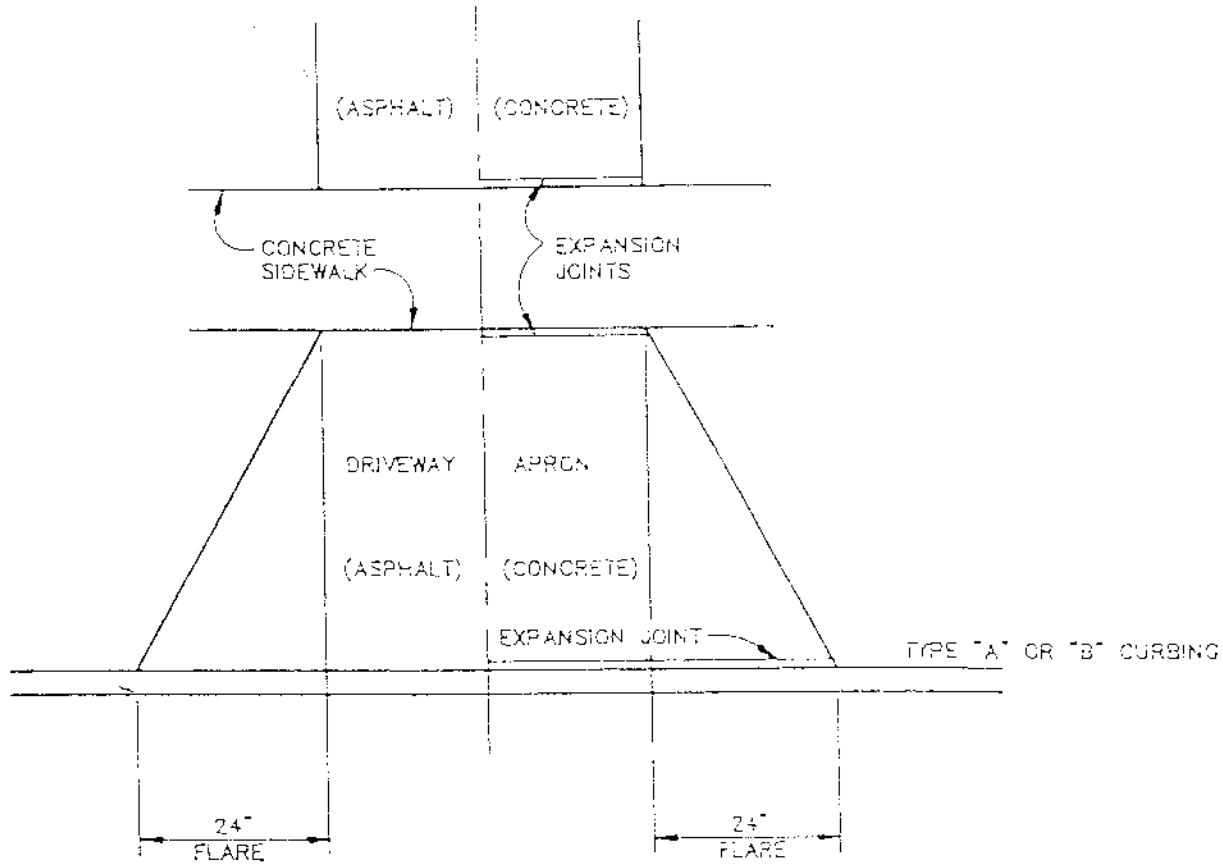 (ASPHALT) (CONCRETE)
CONCRETE
SIDEWALK
EXPANSION
JOINTS
DRIVEWAY APRON
(ASPHALT) (CONCRETE)
EXPANSION JOINT
TYPE "A" OR "B" CURBING
24"
FLARE
24"
FLARE